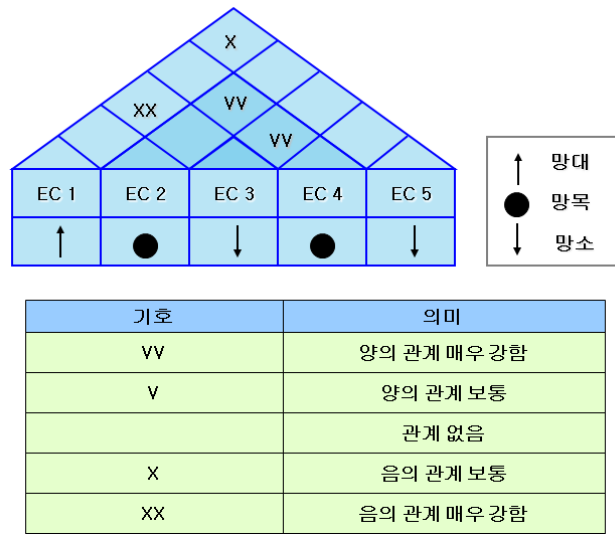 X
XX VV
VV
EC 1 EC 2 EC 3 EC 4 EC 5
망대
망목
망소
기호 의미
VV 양의 관계 매우 강함
V 양의 관계 보통
관계 없음
X 음의 관계 보통
XX 음의 관계 매우 강함